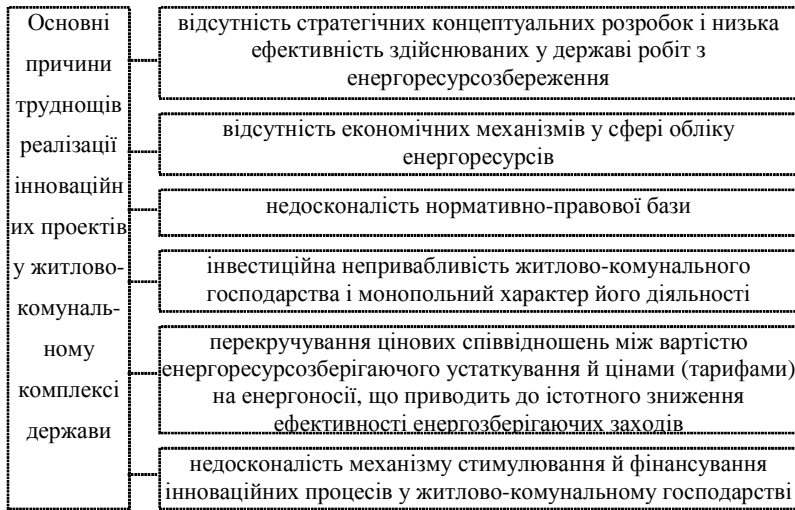 Основні
причини
труднощів
реалізації
інноваційн
их проектів
у житлово-
комуналь-
ному
комплексі
держави
відсутність стратегічних концептуальних розробок і низька
ефективність здійснюваних у державі робіт з
енергоресурсозбереження
відсутність економічних механізмів у сфері обліку
енергоресурсів
недосконалість нормативно-правової бази
інвестиційна непривабливість житлово-комунального
господарства і монопольний характер його діяльності
перекручування цінових співвідношень між вартістю
енергоресурсозберігаючого устаткування й цінами (тарифами)
на енергоносії, що приводить до істотного зниження
ефективності енергозберігаючих заходів
недосконалість механізму стимулювання й фінансування
інноваційних процесів у житлово-комунальному господарстві